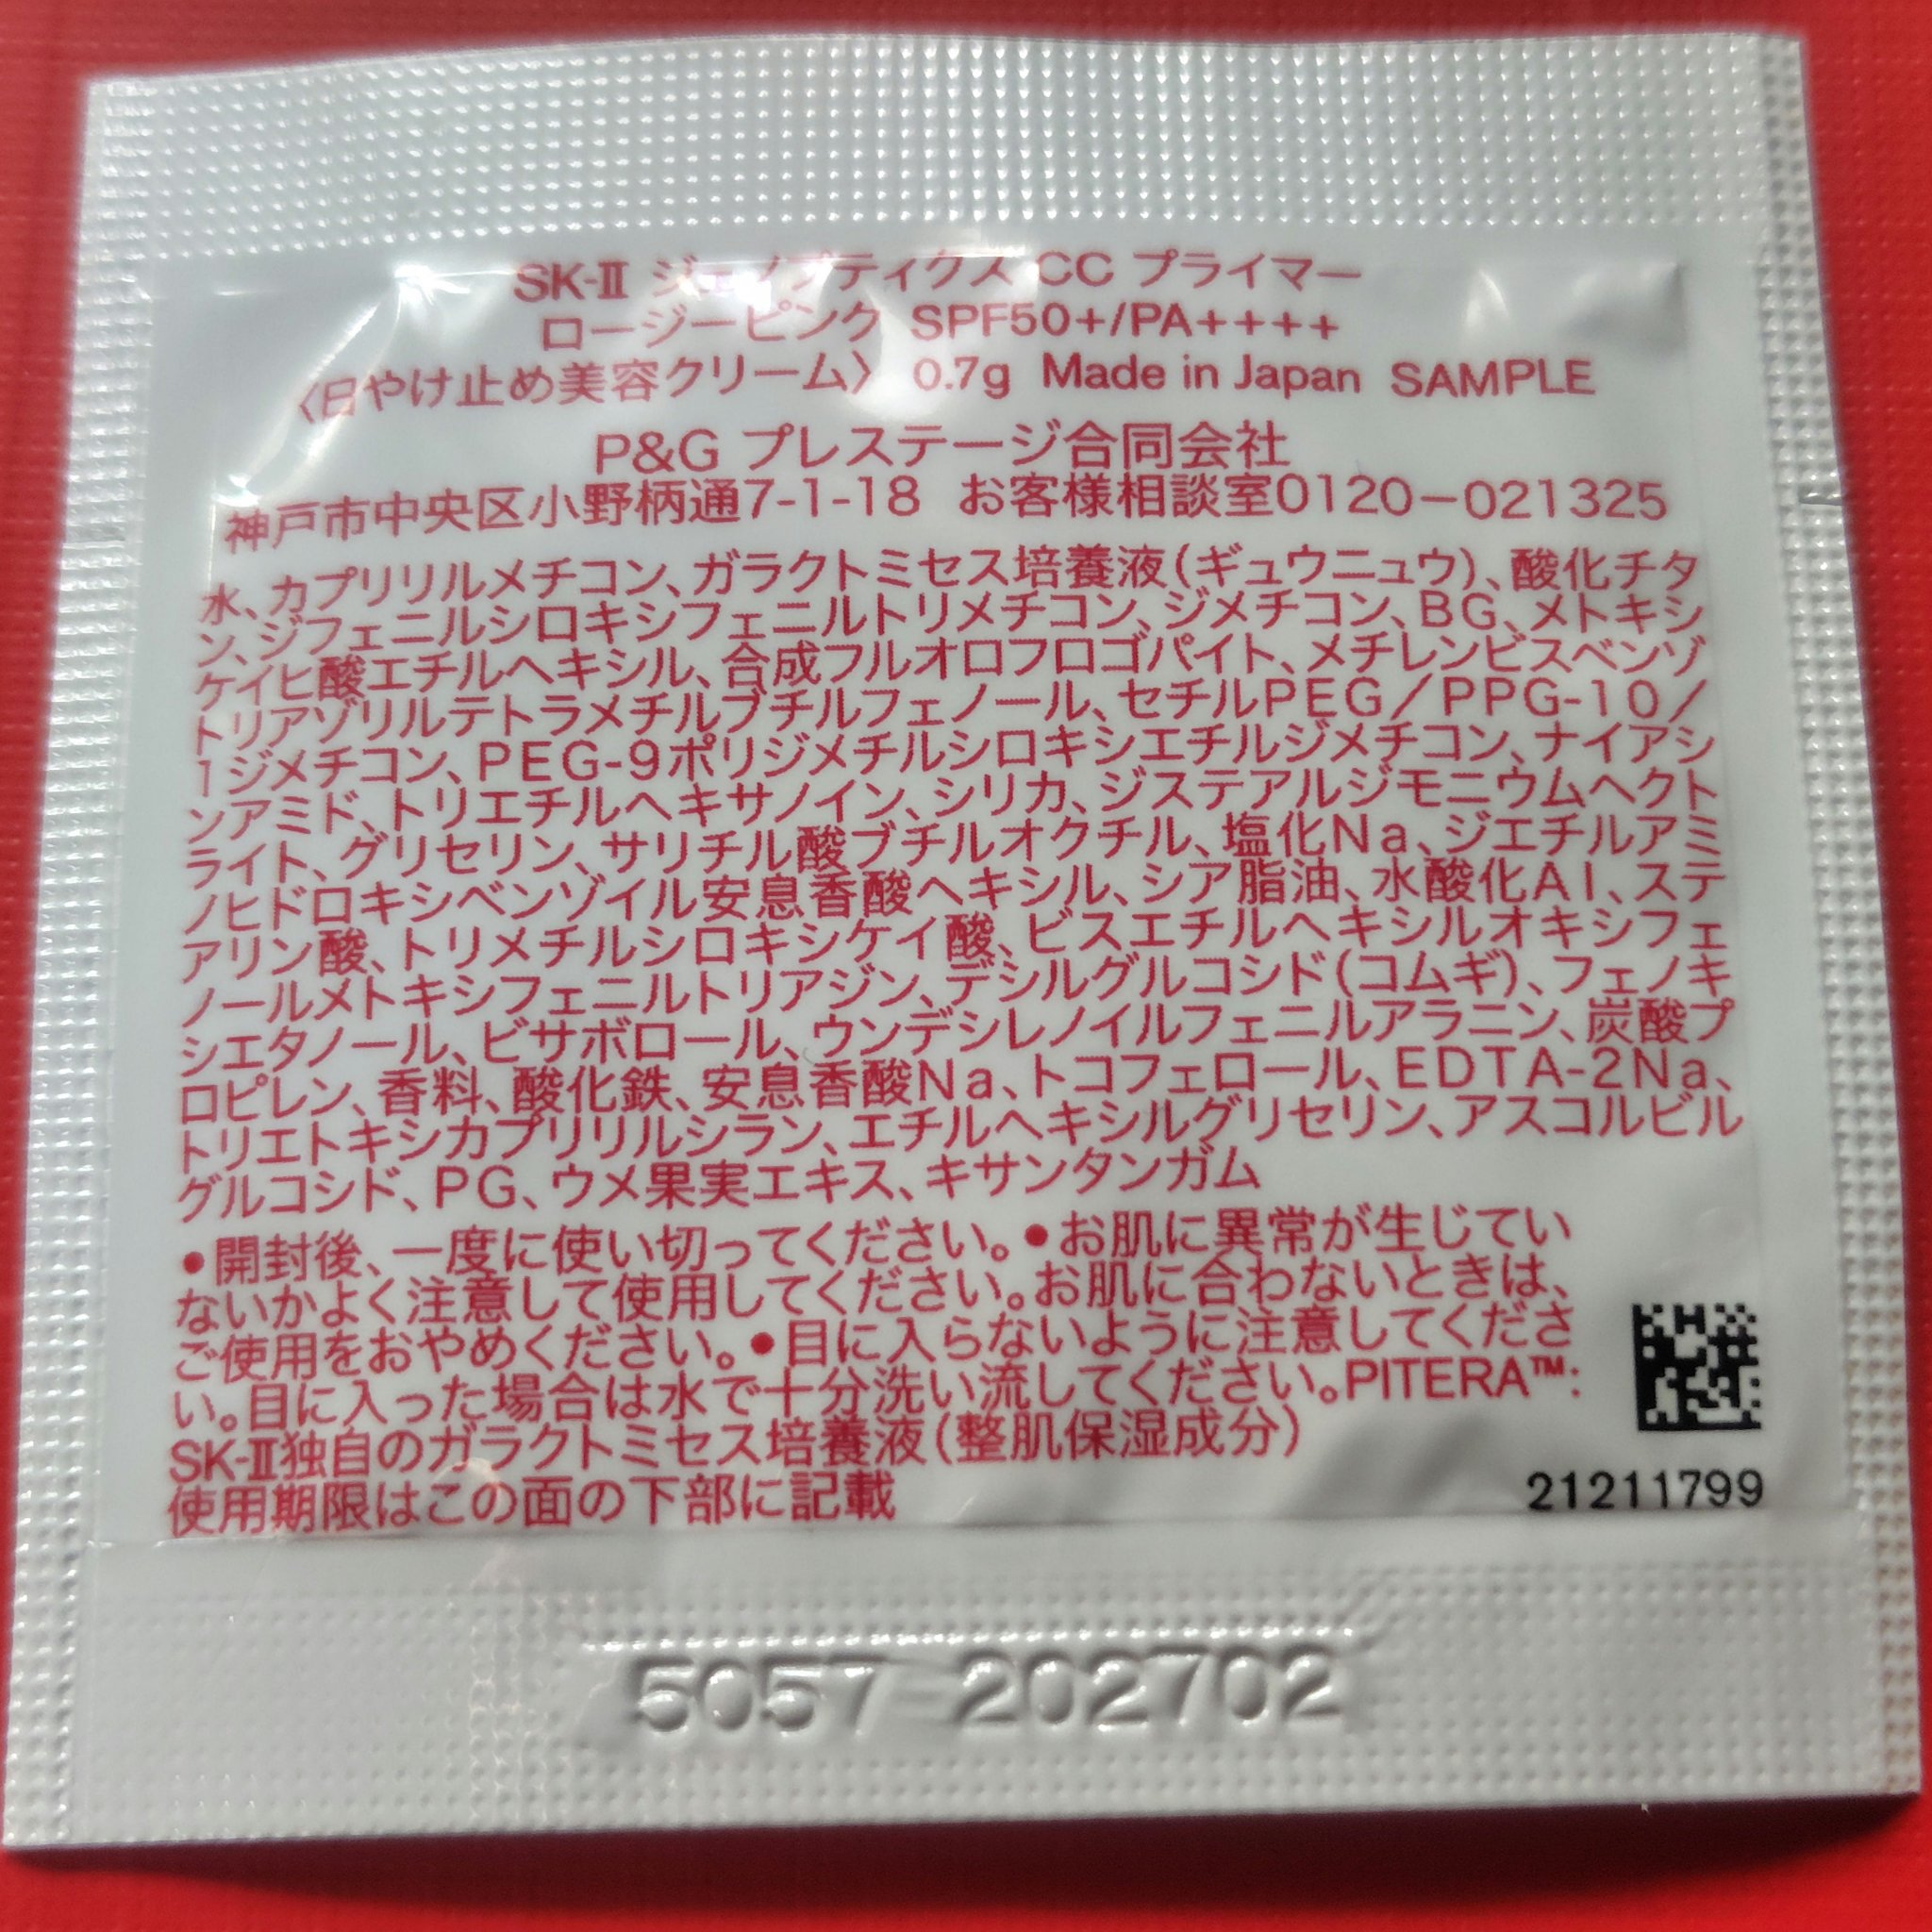 SK-Ⅱ ジェノプティクス CC プライマー
ロージーピンク SPF50+/PA++++
〈日やけ止め美容クリーム〉 0.7g Made in Japan SAMPLE
P&G プレステージ合同会社
神戸市中央区小野柄通7-1-18 お客様相談室0120-021325
水、カプリリルメチコン、ガラクトミセス培養液(ギュウニュウ)、酸化チタ
ン、ジフェニルシロキシフェニルトリメチコン、ジメチコン、BG、メトキシ
ケイヒ酸エチルヘキシル、合成フルオロフロゴパイト、メチレンビスベンゾ
トリアゾリルテトラメチルブチルフェノール、セチルPEG/PPG-10/
1ジメチコン、PEG-9ポリジメチルシロキシエチルジメチコン、ナイアシ
ンアミド、トリエチルヘキサノイン、シリカ、ジステアルジモニウムヘクト
ライト、グリセリン、サリチル酸ブチルオクチル、塩化Na、ジエチルアミ
ノヒドロキシベンゾイル安息香酸ヘキシル、シア脂油、水酸化Al、ステ
アリン酸、トリメチルシロキシケイ酸、ビスエチルヘキシルオキシフェ
ノールメトキシフェニルトリアジン、デシルグルコシド(コムギ)、フェノキ
シエタノール、ビサボロール、ウンデシレノイルフェニルアラニン、炭酸プ
ロピレン、香料、酸化鉄、安息香酸Na、トコフェロール、EDTA-2Na、
トリエトキシカプリリルシラン、エチルヘキシルグリセリン、アスコルビル
グルコシド、PG、ウメ果実エキス、キサンタンガム
●開封後、一度に使い切ってください。●お肌に異常が生じてい
ないかよく注意して使用してください。お肌に合わないときは、
ご使用をおやめください。●目に入らないように注意してくださ
い。目に入った場合は水で十分洗い流してください。PITERA™:
SK-Ⅱ独自のガラクトミセス培養液(整肌保湿成分)
使用期限はこの面の下部に記載
21211799
5057 202702